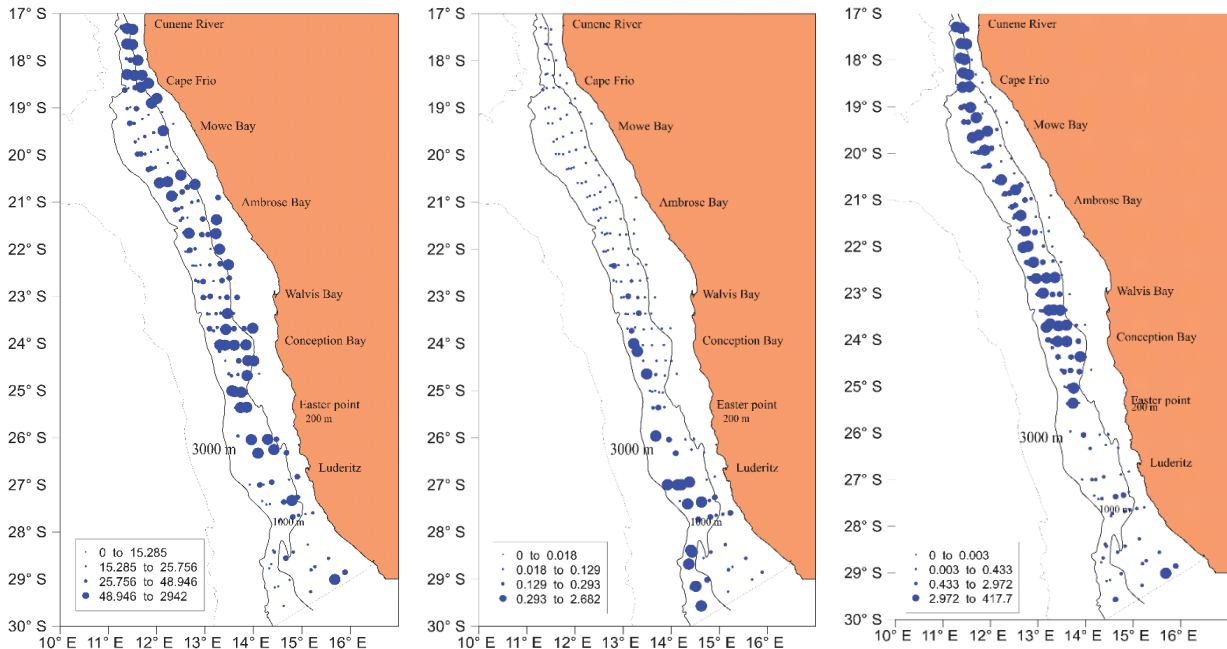 17° S
18° S
19° S
20° S
21° S
22° S
23° S
24° S
25° S
26° S
27° S
28° S
29° S
30° S
Cunene River
Cape Frio
Mowe Bay
Ambrose Bay
Walvis Bay
Conception Bay
Easter point
200 m
3000 m
Luderitz
1000 m
0 to 15.285
15.285 to 25.756
25.756 to 48.946
48.946 to 2942
10° E 11° E 12° E 13° E 14° E 15° E 16° E
17° S
18° S
19° S
20° S
21° S
22° S
23° S
24° S
25° S
26° S
27° S
28° S
29° S
30° S
Cunene River
Cape Frio
Mowe Bay
Ambrose Bay
Walvis Bay
Conception Bay
Easter point
200 m
3000 m
Luderitz
1000 m
0 to 0.018
0.018 to 0.129
0.129 to 0.293
0.293 to 2.682
10° E 11° E 12° E 13° E 14° E 15° E 16° E
17° S
18° S
19° S
20° S
21° S
22° S
23° S
24° S
25° S
26° S
27° S
28° S
29° S
30° S
Cunene River
Cape Frio
Mowe Bay
Ambrose Bay
Walvis Bay
Conception Bay
Easter point
200 m
3000 m
Luderitz
1000 m
0 to 0.003
0.003 to 0.433
0.433 to 2.972
2.972 to 417.7
10° E 11° E 12° E 13° E 14° E 15° E 16° E